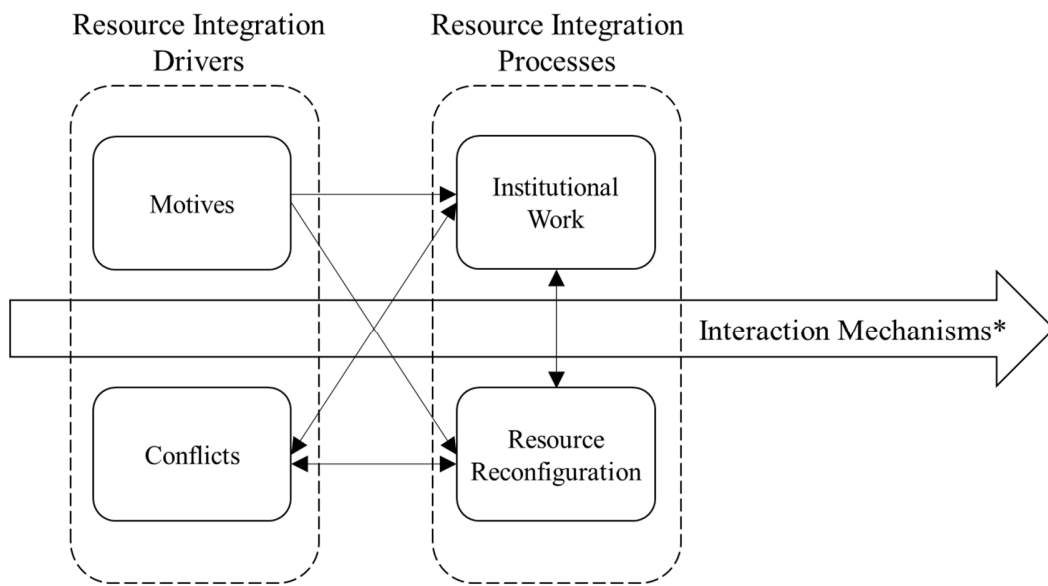 Resource Integration
Drivers
Resource Integration
Processes
Motives
Institutional
Work
Interaction Mechanisms*
Conflicts
Resource
Reconfiguration